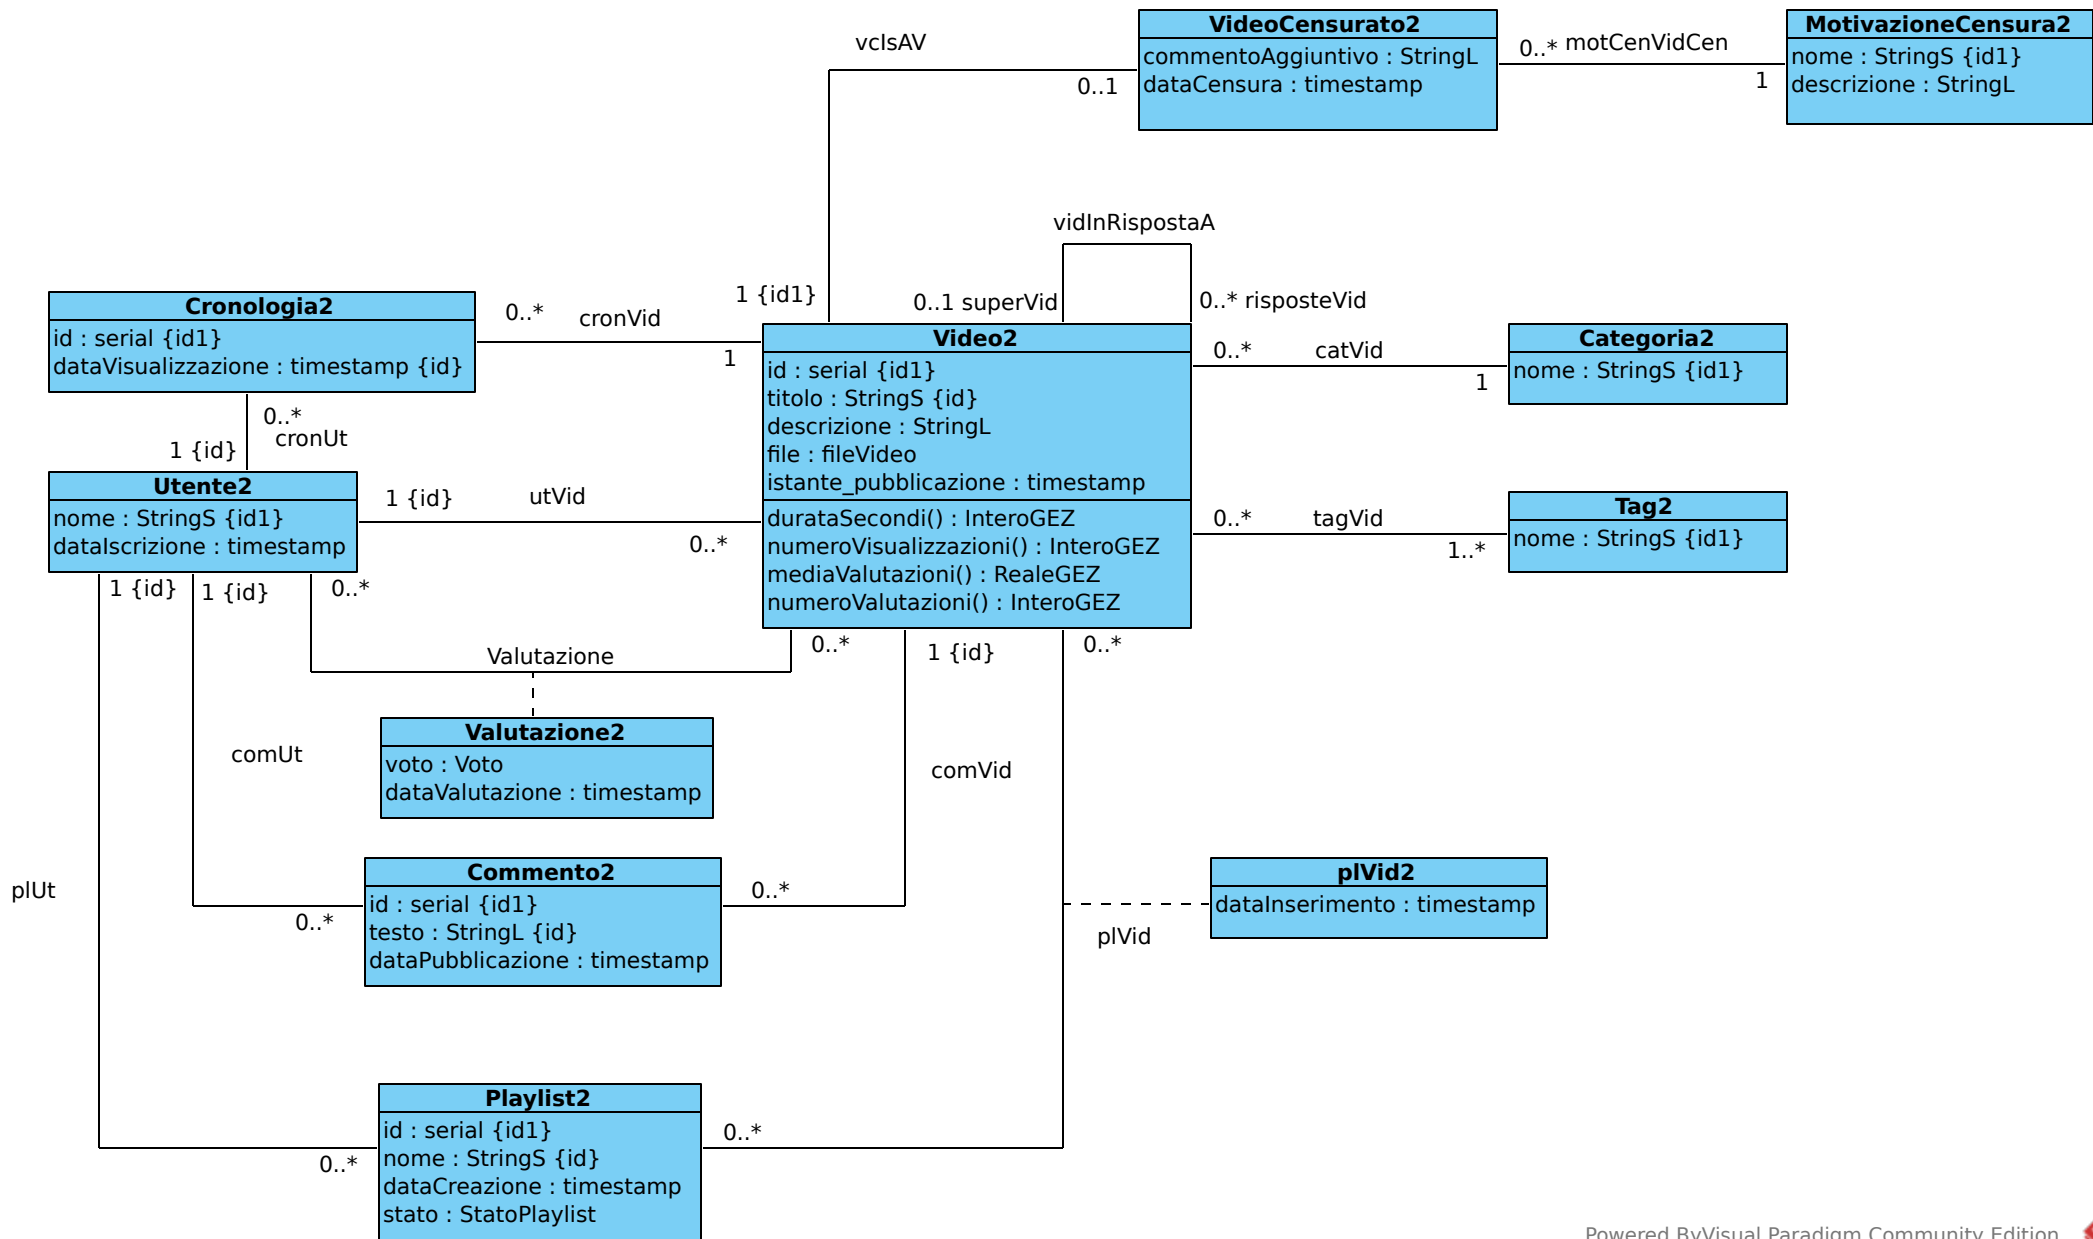 VideoCensurato2
commentoAggiuntivo : StringL
dataCensura : timestamp
MotivazioneCensura2
nome : StringS {id1}
descrizione : StringL
vcIsAV
0..1
0..* motCenVidCen
1
vidInRispostaA
1 {id1}
0..1 superVid
0..* risposteVid
Cronologia2
id : serial {id1}
dataVisualizzazione : timestamp {id}
0..*
cronVid
1
Video2
id : serial {id1}
titolo : StringS {id}
descrizione : StringL
file : fileVideo
istante_pubblicazione : timestamp
durataSecondi() : InteroGEZ
numeroVisualizzazioni() : InteroGEZ
mediaValutazioni() : RealeGEZ
numeroValutazioni() : InteroGEZ
0..*
catVid
1
Categoria2
nome : StringS {id1}
0..*
cronUt
1 {id}
Utente2
nome : StringS {id1}
dataIscrizione : timestamp
1 {id}
utVid
0..*
0..*
tagVid
1..*
Tag2
nome : StringS {id1}
1 {id}
1 {id}
0..*
Valutazione
0..*
1 {id}
0..*
Valutazione2
voto : Voto
dataValutazione : timestamp
comUt
comVid
Commento2
id : serial {id1}
testo : StringL {id}
dataPubblicazione : timestamp
0..*
0..*
plUt
plVid2
dataInserimento : timestamp
plVid
Playlist2
id : serial {id1}
nome : StringS {id}
dataCreazione : timestamp
stato : StatoPlaylist
0..*
0..*
Powered ByVisual Paradigm Community Edition